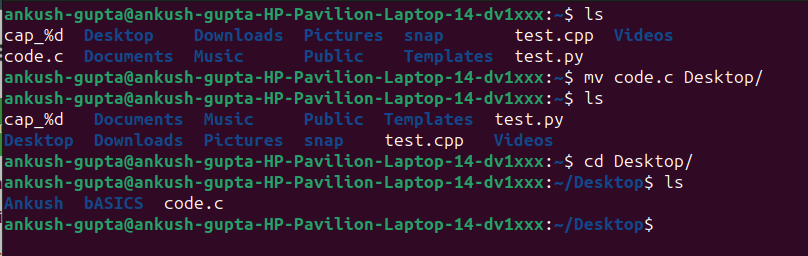 ankush-gupta@ankush-gupta-HP-Pavilion-Laptop-14-dv1xxx:~$ ls
cap_%d  Desktop    Downloads  Pictures  snap       test.cpp  Videos
code.c  Documents  Music      Public    Templates  test.py
ankush-gupta@ankush-gupta-HP-Pavilion-Laptop-14-dv1xxx:~$ mv code.c Desktop/
ankush-gupta@ankush-gupta-HP-Pavilion-Laptop-14-dv1xxx:~$ ls
cap_%d   Documents  Music     Public  Templates  test.py
Desktop  Downloads  Pictures  snap    test.cpp   Videos
ankush-gupta@ankush-gupta-HP-Pavilion-Laptop-14-dv1xxx:~$ cd Desktop/
ankush-gupta@ankush-gupta-HP-Pavilion-Laptop-14-dv1xxx:~/Desktop$ ls
Ankush  bASICS  code.c
ankush-gupta@ankush-gupta-HP-Pavilion-Laptop-14-dv1xxx:~/Desktop$